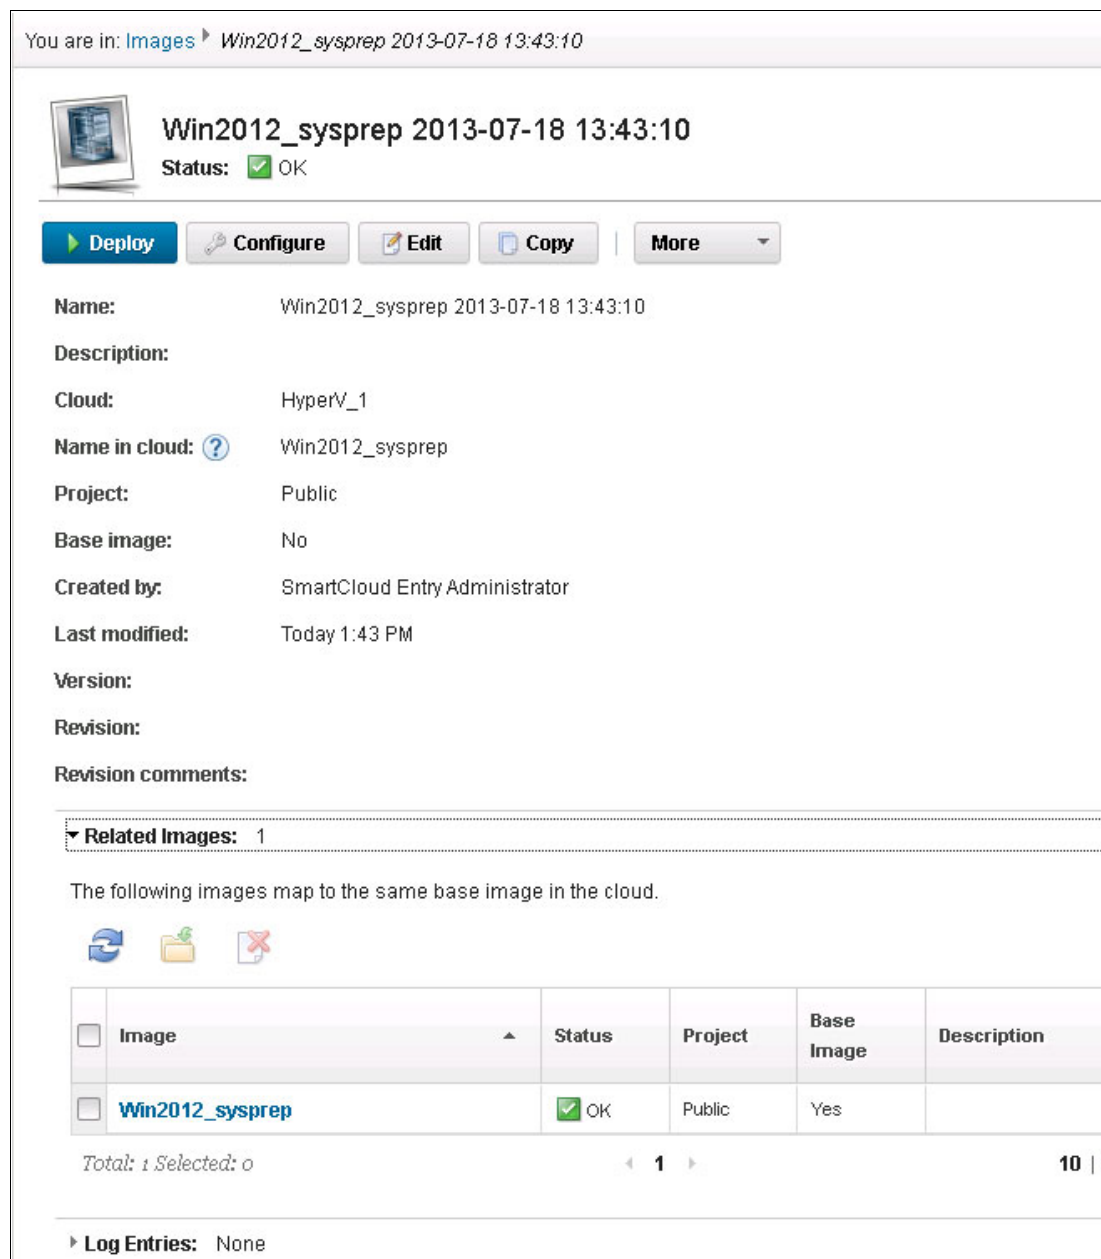 You are in: Images Win2012_sysprep 2013-07-18 13:43:10
Win2012_sysprep 2013-07-18 13:43:10
Status: OK
Deploy Configure Edit Copy More
Name: Win2012_sysprep 2013-07-18 13:43:10
Description:
Cloud: HyperV_1
Name in cloud: ? Win2012_sysprep
Project: Public
Base image: No
Created by: SmartCloud Entry Administrator
Last modified: Today 1:43 PM
Version:
Revision:
Revision comments:
Related Images: 1
The following images map to the same base image in the cloud.
Image Status Project Base Image Description
Win2012_sysprep OK Public Yes
Total: 1 Selected: 0 1 10 |
Log Entries: None